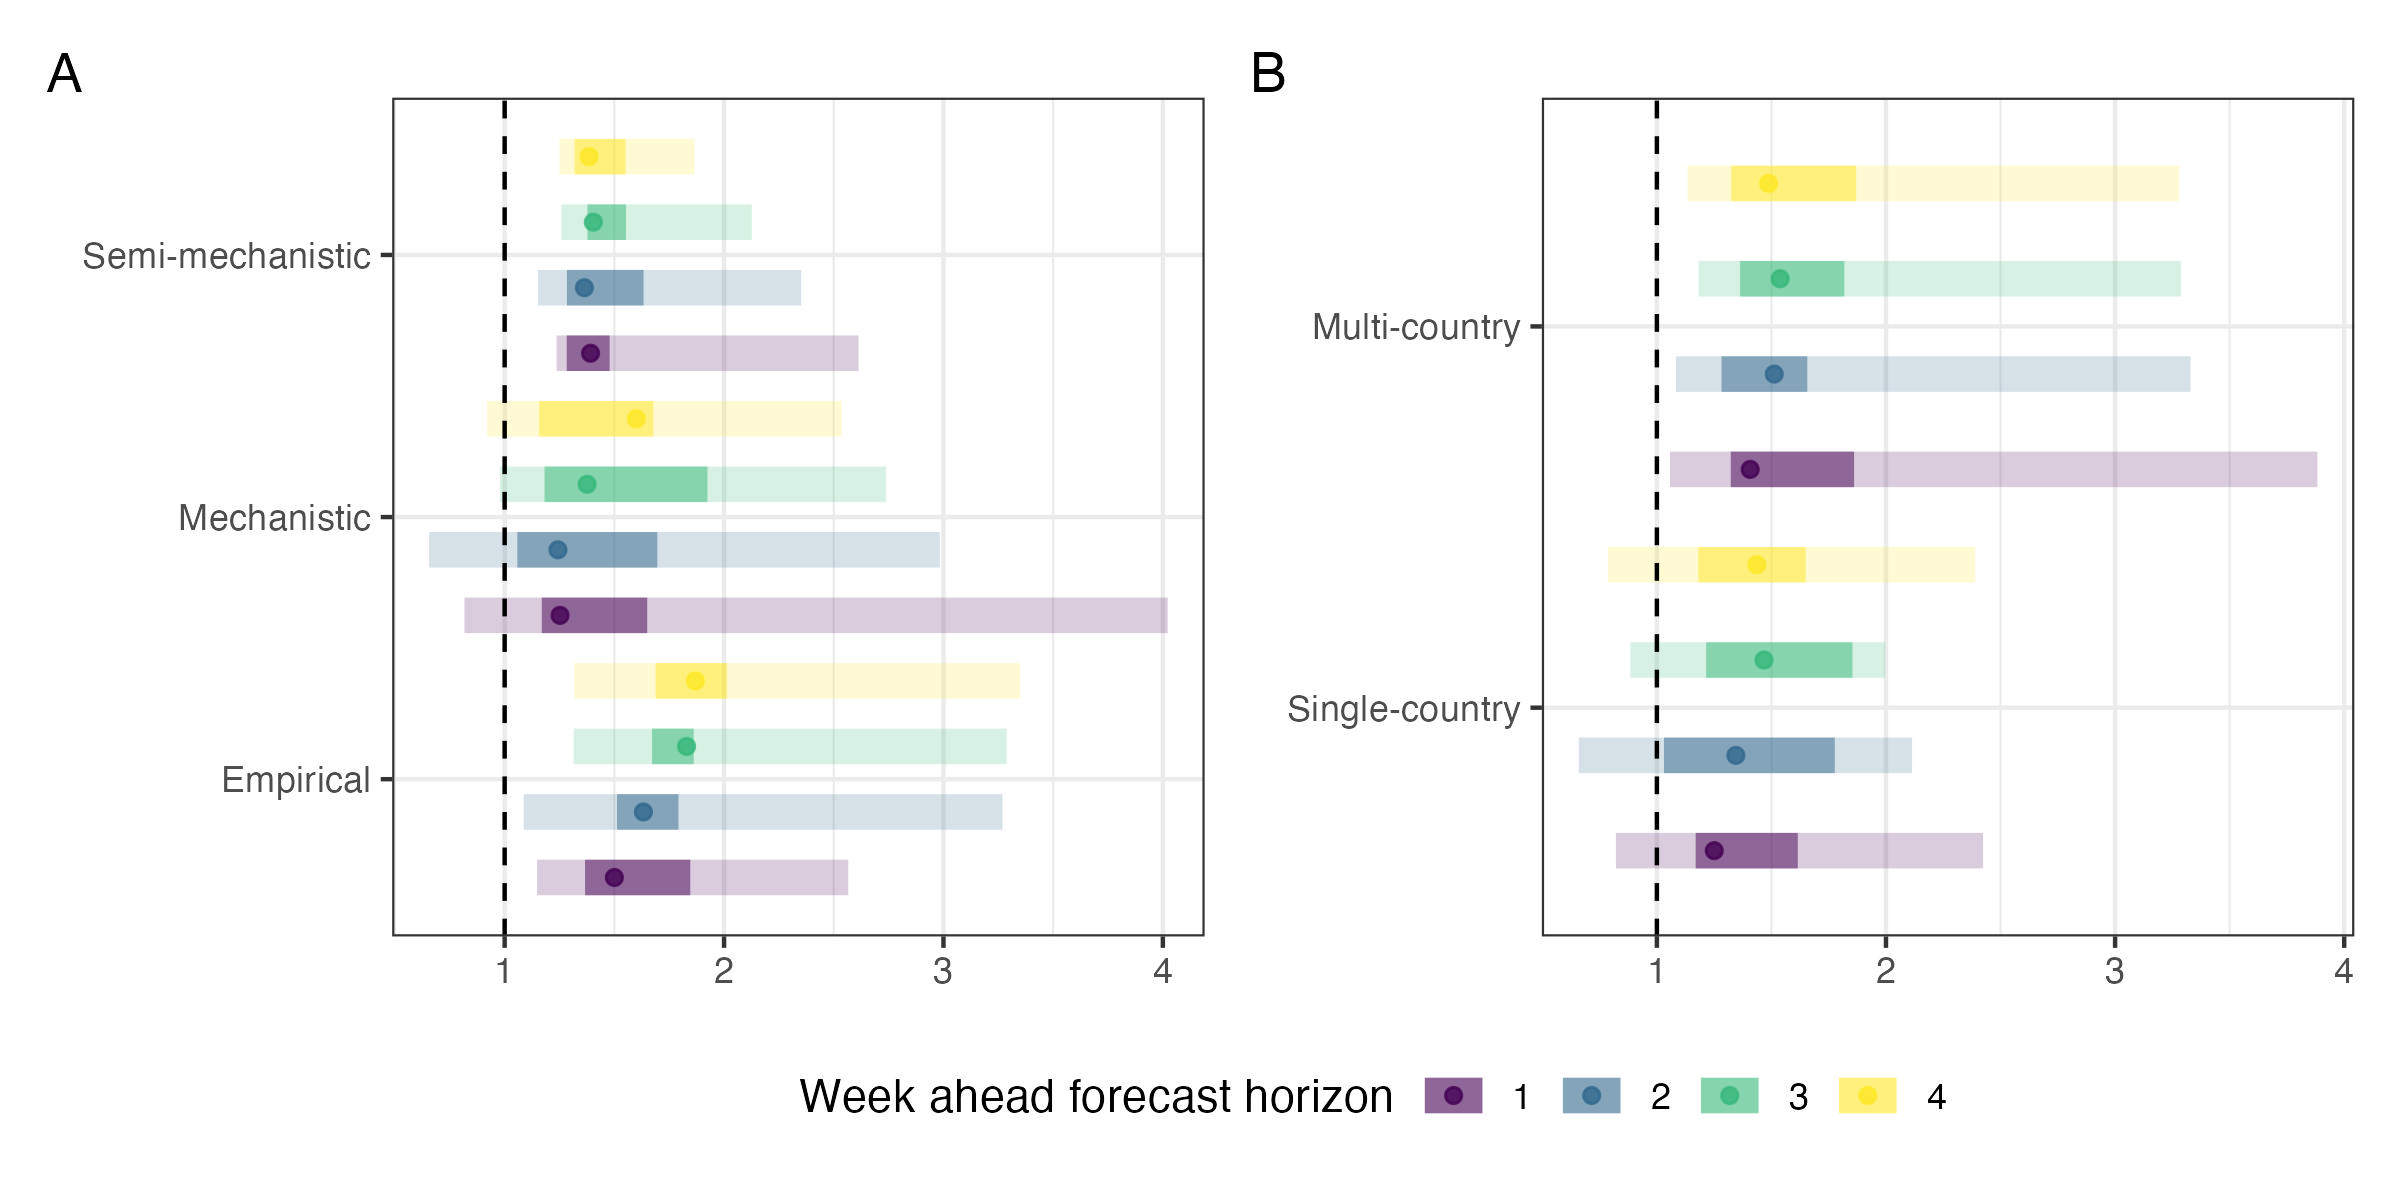 A
B
Semi-mechanistic
Mechanistic
Empirical
1 2 3 4
Multi-country
Single-country
1 2 3 4
Week ahead forecast horizon 1 2 3 4